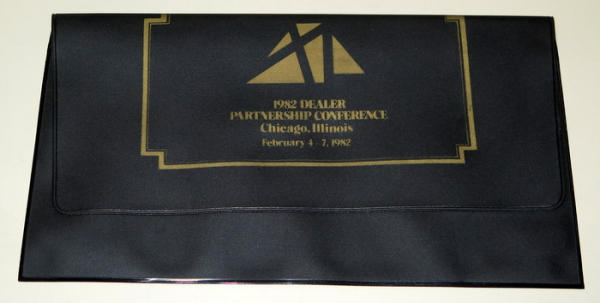 1982 DEALER
PARTNERSHIP CONFERENCE
Chicago, Illinois
February 4-7, 1982